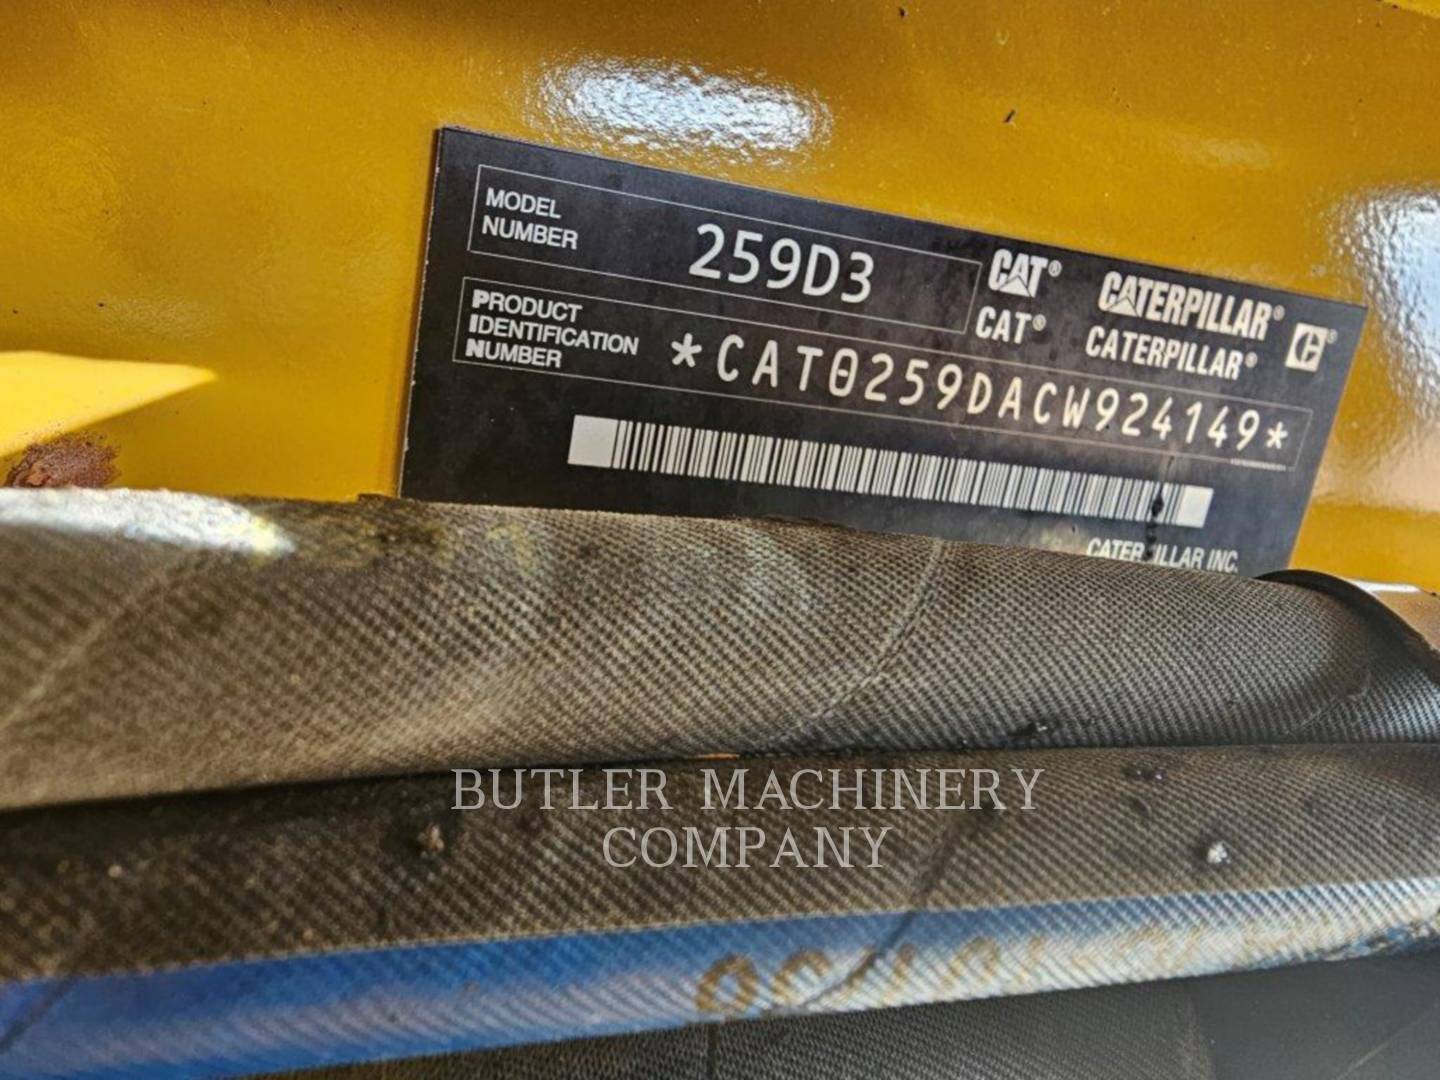 MODEL
NUMBER
259D3
CAT® CATERPILLAR®
CAT® CATERPILLAR®
PRODUCT
IDENTIFICATION
NUMBER
*CAT0259DACW924149*
CATERPILLAR INC.
BUTLER MACHINERY
COMPANY